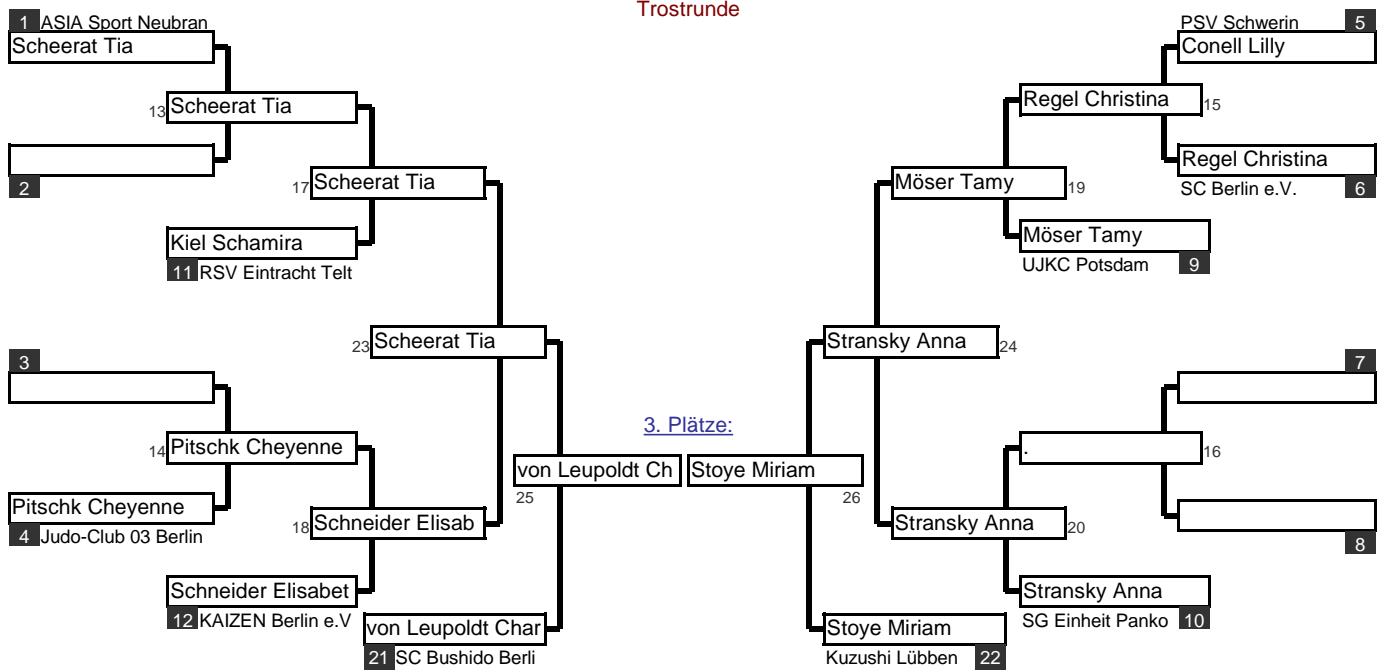 Trostrunde
1 ASIA Sport Neubran
Scheerat Tia
13 Scheerat Tia
2
17 Scheerat Tia
Kiel Schamira
11 RSV Eintracht Telt
23 Scheerat Tia
3
14 Pitschk Cheyenne
Pitschk Cheyenne
4 Judo-Club 03 Berlin
18 Schneider Elisab
Schneider Elisabet
12 KAIZEN Berlin e.V
von Leupoldt Ch
25
von Leupoldt Char
21 SC Bushido Berli
3. Plätze:
PSV Schwerin 5
Conell Lilly
Regel Christina 15
Regel Christina
SC Berlin e.V. 6
Möser Tamy 19
Möser Tamy
UJKC Potsdam 9
Stransky Anna 24
7
. 16
8
Stransky Anna 20
Stransky Anna
SG Einheit Panko 10
Stoye Miriam
26
Stoye Miriam
Kuzushi Lübben 22